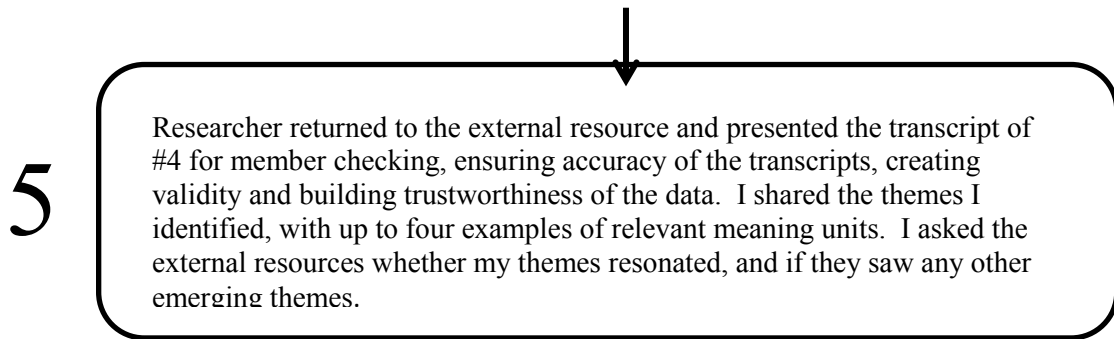 5
Researcher returned to the external resource and presented the transcript of
#4 for member checking, ensuring accuracy of the transcripts, creating
validity and building trustworthiness of the data.  I shared the themes I
identified, with up to four examples of relevant meaning units.  I asked the
external resources whether my themes resonated, and if they saw any other
emerging themes.